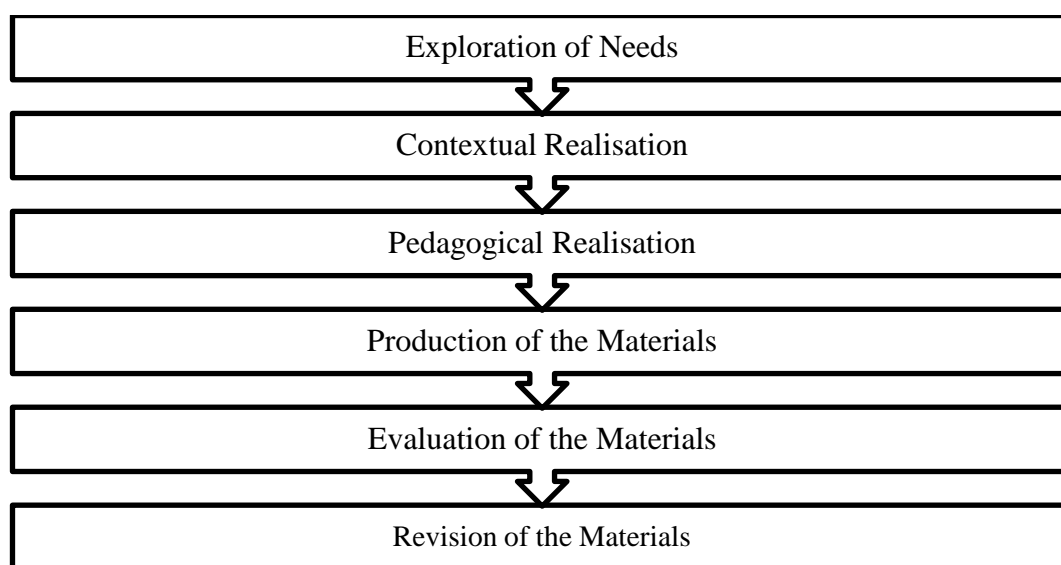 Exploration of Needs
Contextual Realisation
Pedagogical Realisation
Production of the Materials
Evaluation of the Materials
Revision of the Materials